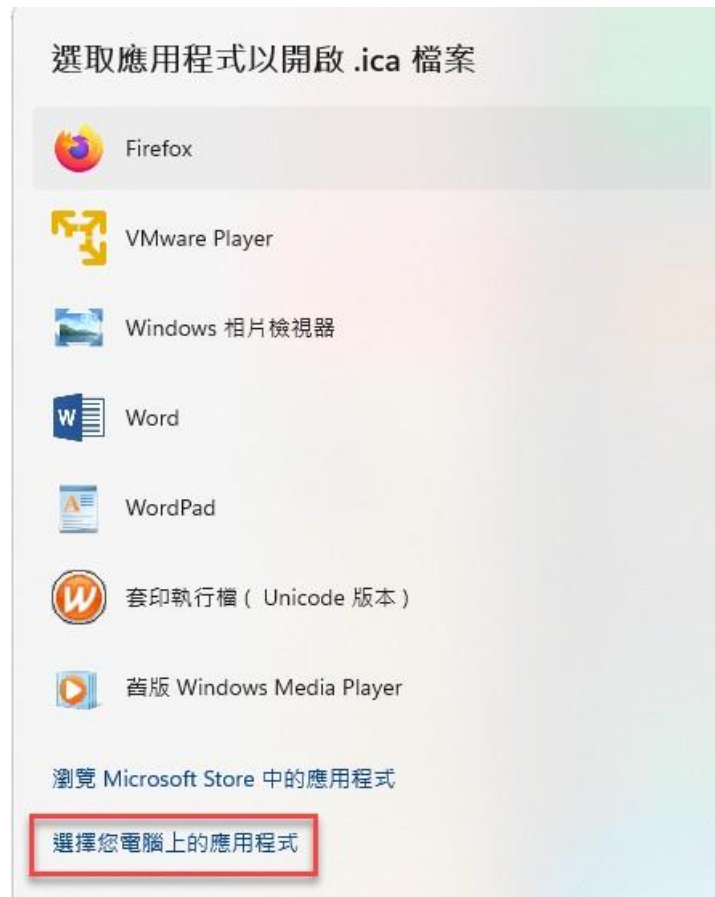 選取應用程式以開啟 .ica 檔案
Firefox
VMware Player
Windows 相片檢視器
W
Word
A
WordPad
W
套印執行檔 ( Unicode 版本 )
舊版 Windows Media Player
瀏覽 Microsoft Store 中的應用程式
選擇您電腦上的應用程式